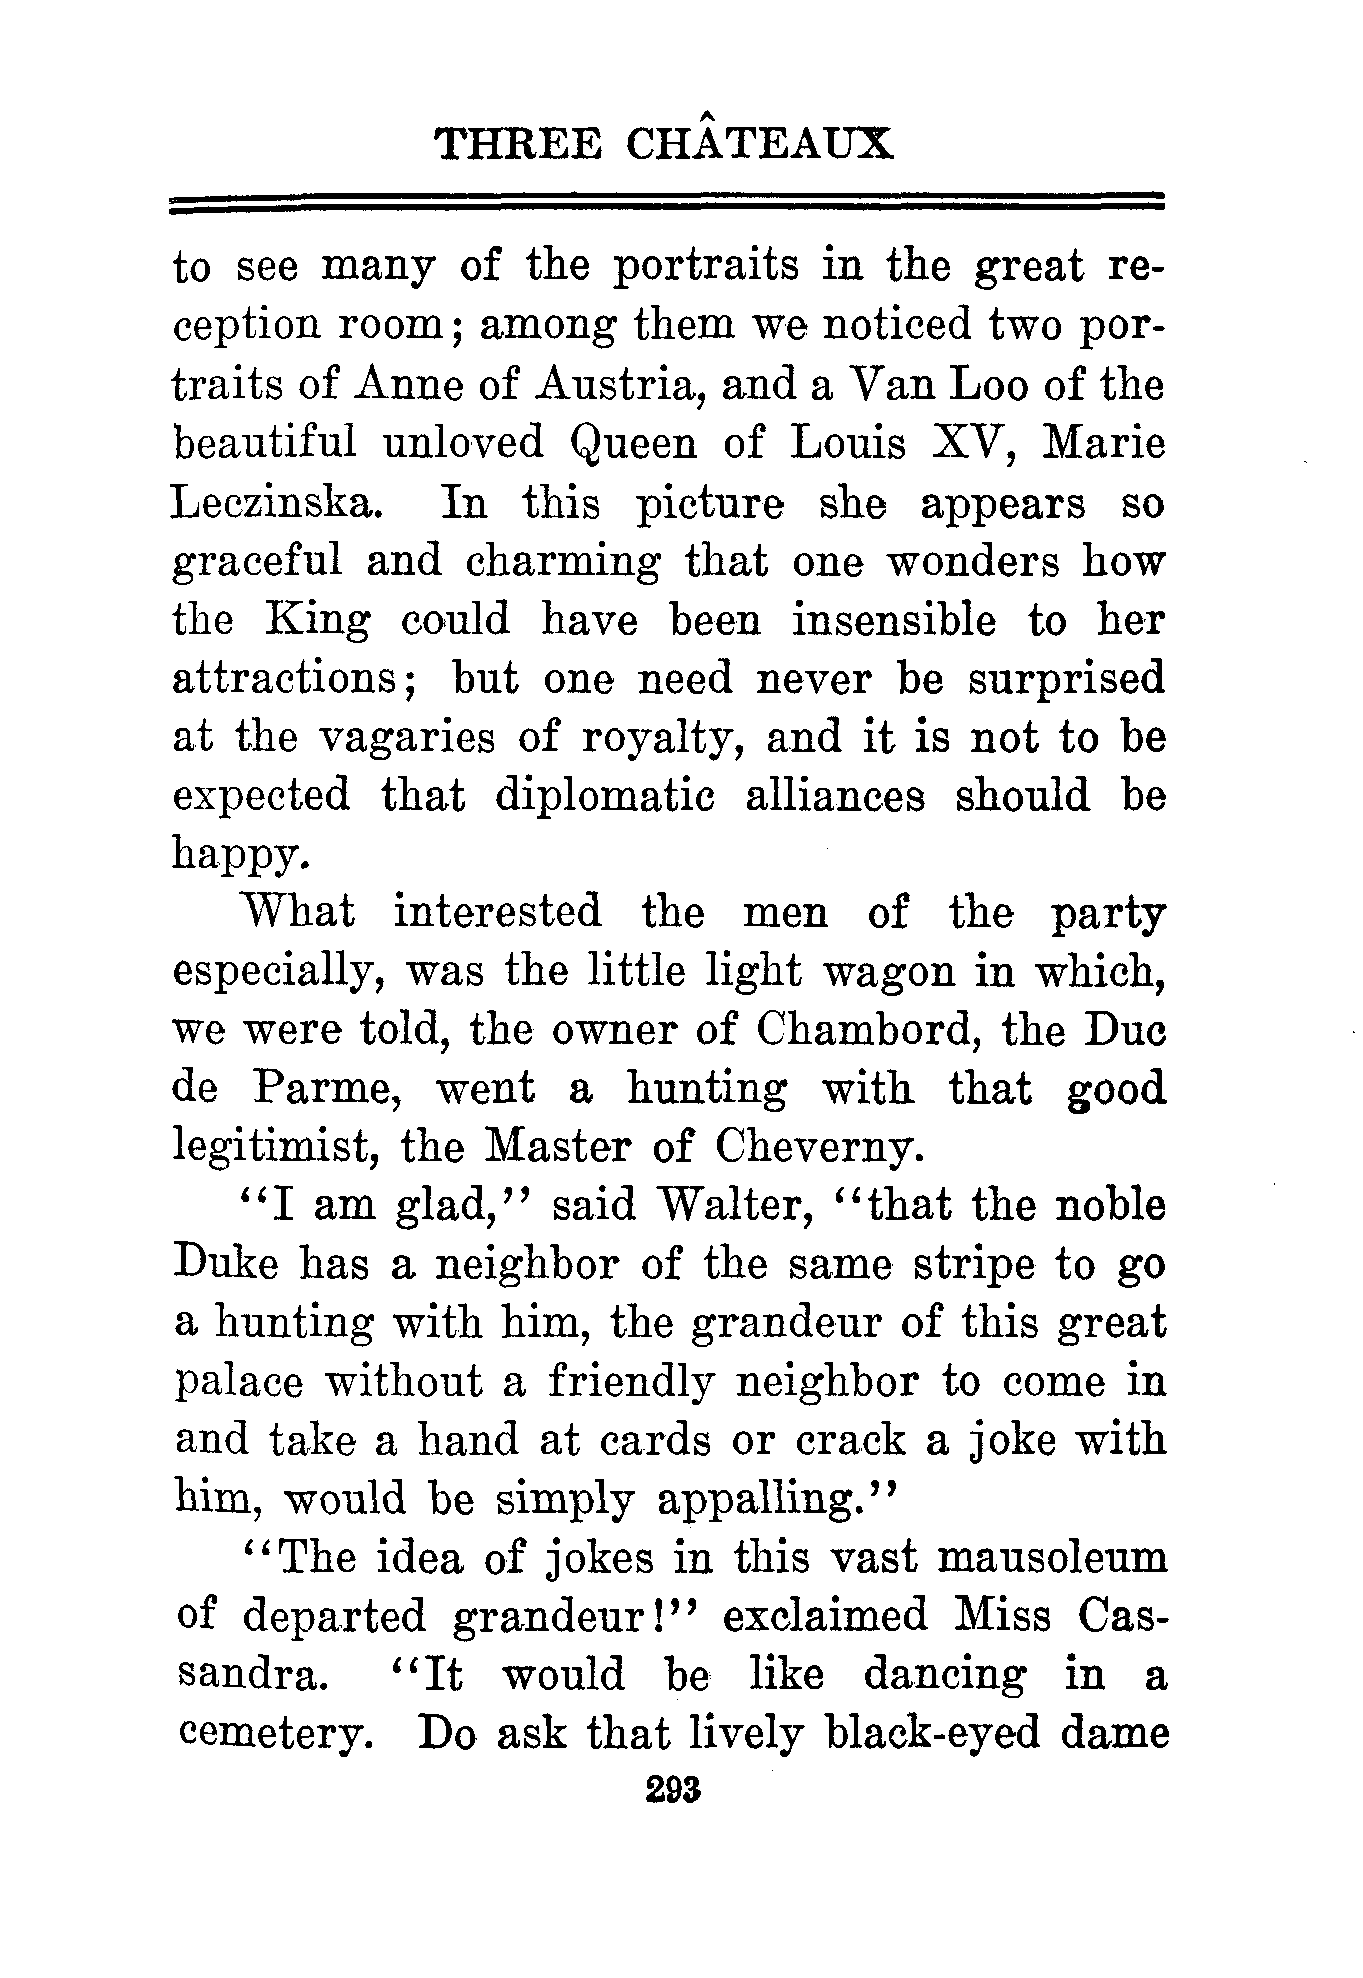 THREE CHÂTEAUX
to see many of the portraits in the great re-
ception room; among them we noticed two por-
traits of Anne of Austria, and a Van Loo of the
beautiful unloved Queen of Louis XV, Marie
Leczinska. In this picture she appears so
graceful and charming that one wonders how
the King could have been insensible to her
attractions; but one need never be surprised
at the vagaries of royalty, and it is not to be
expected that diplomatic alliances should be
happy.
What interested the men of the party
especially, was the little light wagon in which,
we were told, the owner of Chambord, the Duc
de Parme, went a hunting with that good
legitimist, the Master of Cheverny.
"I am glad," said Walter, "that the noble
Duke has a neighbor of the same stripe to go
a hunting with him, the grandeur of this great
palace without a friendly neighbor to come in
and take a hand at cards or crack a joke with
him, would be simply appalling."
"The idea of jokes in this vast mausoleum
of departed grandeur!" exclaimed Miss Cas-
sandra. "It would be like dancing in a
cemetery. Do ask that lively black-eyed dame
293